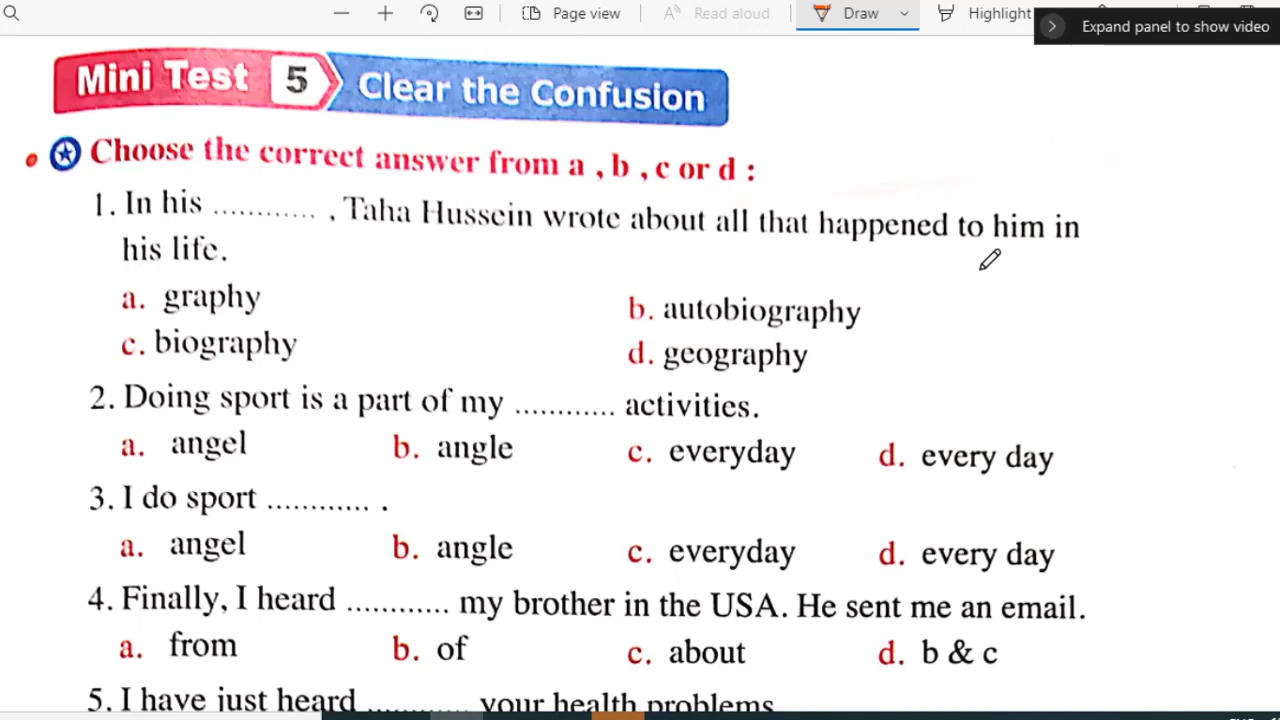 Page view
Read aloud
Draw
Highlight
Expand panel to show video
Mini Test 5 Clear the Confusion
Choose the correct answer from a , b , c or d :
1. In his ............ , Taha Hussein wrote about all that happened to him in
his life.
a. graphy b. autobiography
c. biography d. geography
2. Doing sport is a part of my ............ activities.
a. angel b. angle c. everyday d. every day
3. I do sport ............ .
a. angel b. angle c. everyday d. every day
4. Finally, I heard ............ my brother in the USA. He sent me an email.
a. from b. of c. about d. b & c
5. I have just heard ............ your health problems